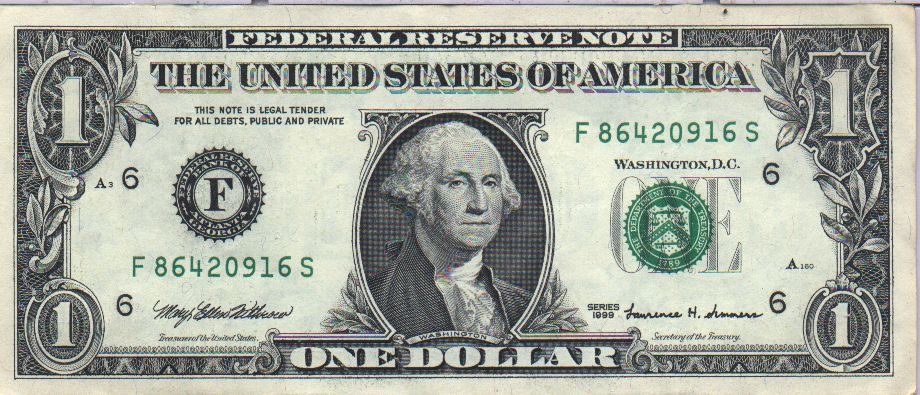 FEDERAL RESERVE NOTE
THE UNITED STATES OF AMERICA
1
1
THIS NOTE IS LEGAL TENDER
FOR ALL DEBTS, PUBLIC AND PRIVATE
F 86420916 S
WASHINGTON, D.C.
A3 6
6
F
ONE
THE DEPARTMENT OF THE TREASURY
1789
F 86420916 S
A 160
6
6
Mary Ellen Withrow
Treasurer of the United States.
SERIES
1999
Lawrence H. Summers
Secretary of the Treasury.
WASHINGTON
1
1
ONE DOLLAR